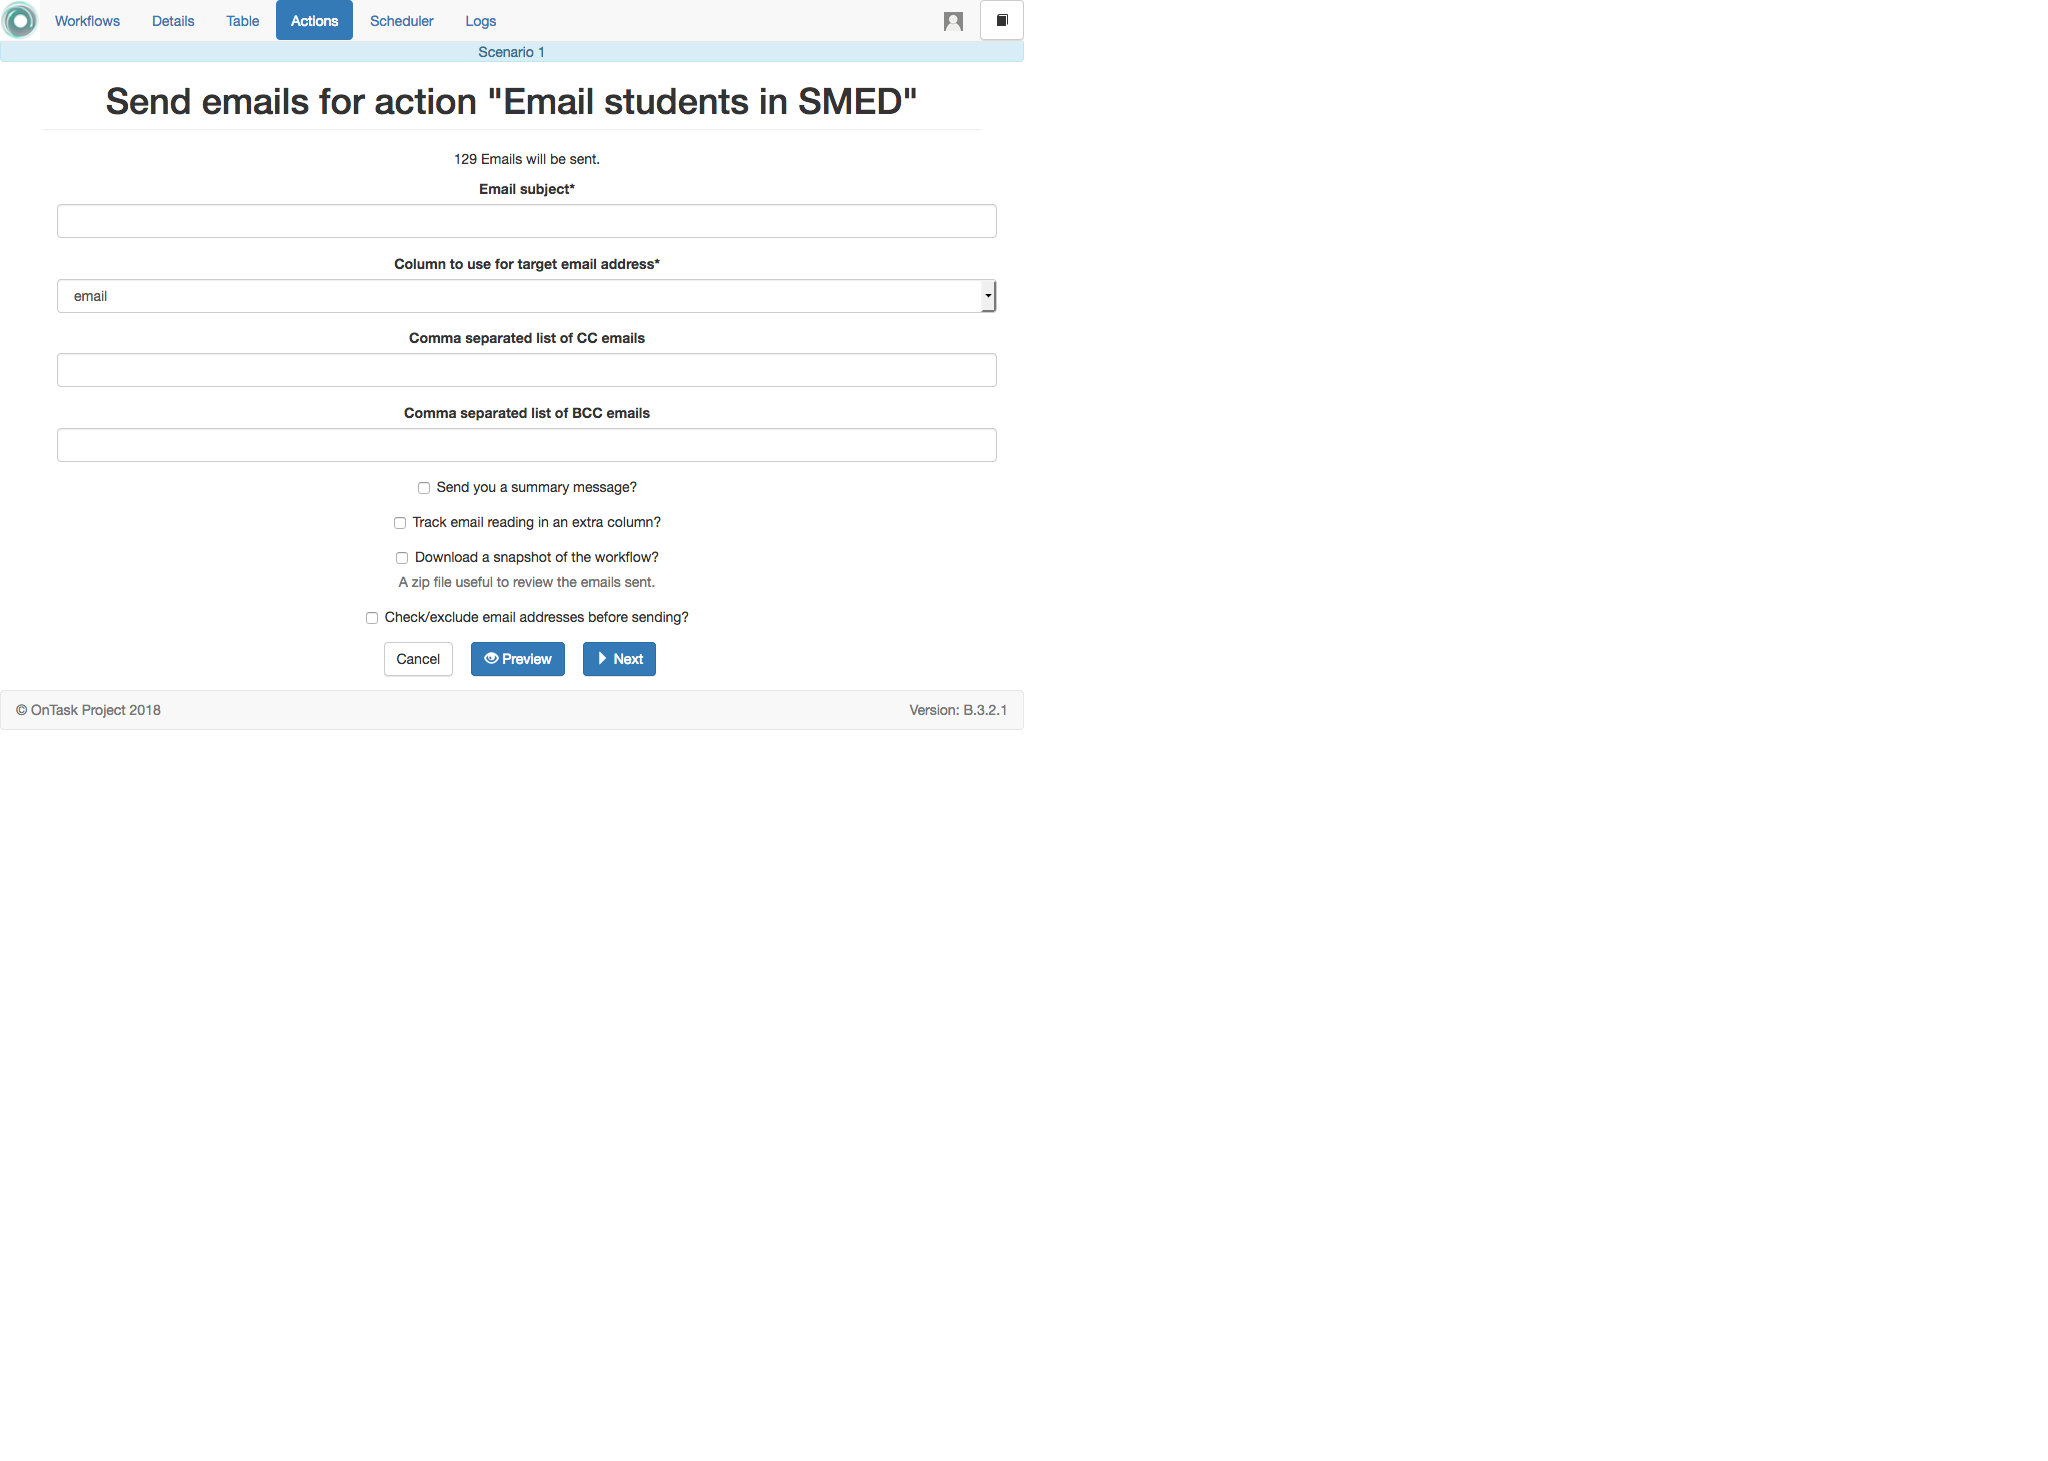 Workflows Details Table Actions Scheduler Logs
Scenario 1
Send emails for action "Email students in SMED"
129 Emails will be sent.
Email subject*
Column to use for target email address*
email
Comma separated list of CC emails
Comma separated list of BCC emails
Send you a summary message?
Track email reading in an extra column?
Download a snapshot of the workflow?
A zip file useful to review the emails sent.
Check/exclude email addresses before sending?
Cancel Preview Next
© OnTask Project 2018 Version: B.3.2.1